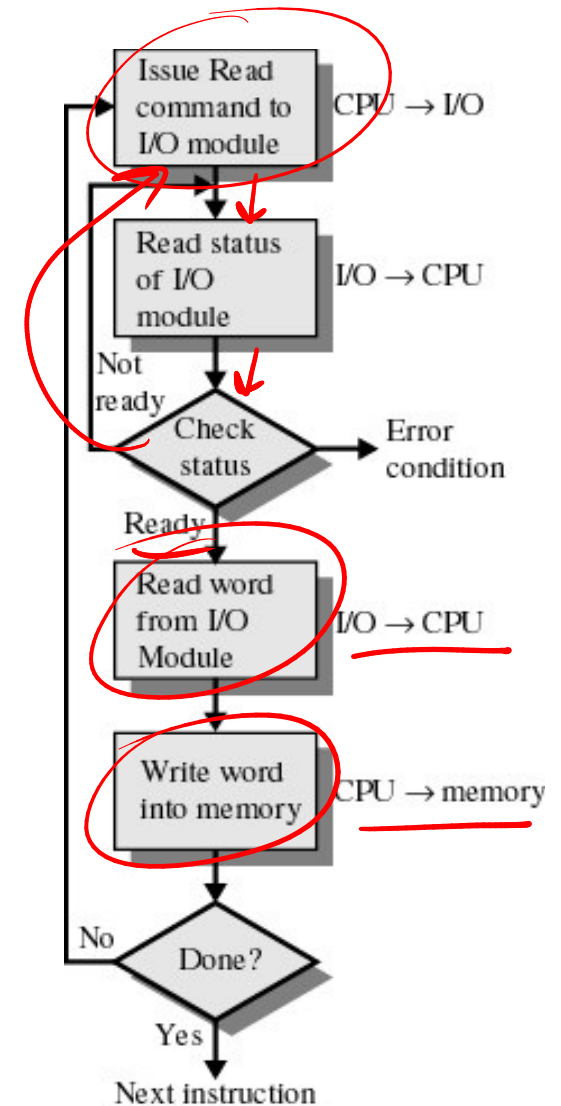 Issue Read
command to
I/O module
CPU → I/O
Read status
of I/O
module
I/O → CPU
Not
ready
Check
status
Error
condition
Ready
Read word
from I/O
Module
I/O → CPU
Write word
into memory
CPU → memory
No
Done?
Yes
Next instruction